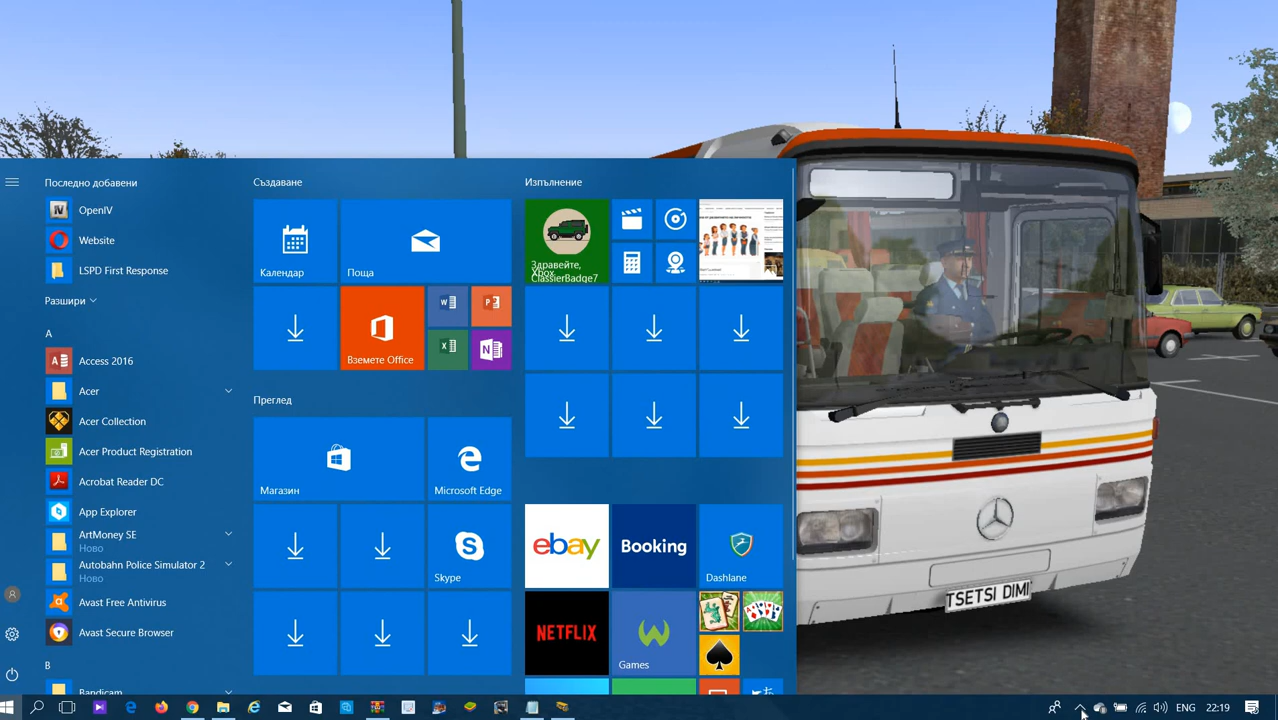 Последно добавени
OpenIV
Website
LSPD First Response
Разшири
A
Access 2016
Acer
Acer Collection
Acer Product Registration
Acrobat Reader DC
App Explorer
ArtMoney SE
Ново
Autobahn Police Simulator 2
Ново
Avast Free Antivirus
Avast Secure Browser
B
Bandicam
Създаване
Календар
Поща
Вземете Office
Преглед
Магазин
Microsoft Edge
Skype
Изпълнение
Здравейте,
Xbox
ClassierBadge7
ebay
Booking
Dashlane
NETFLIX
Games
TSETSI DIMI
ENG
22:19